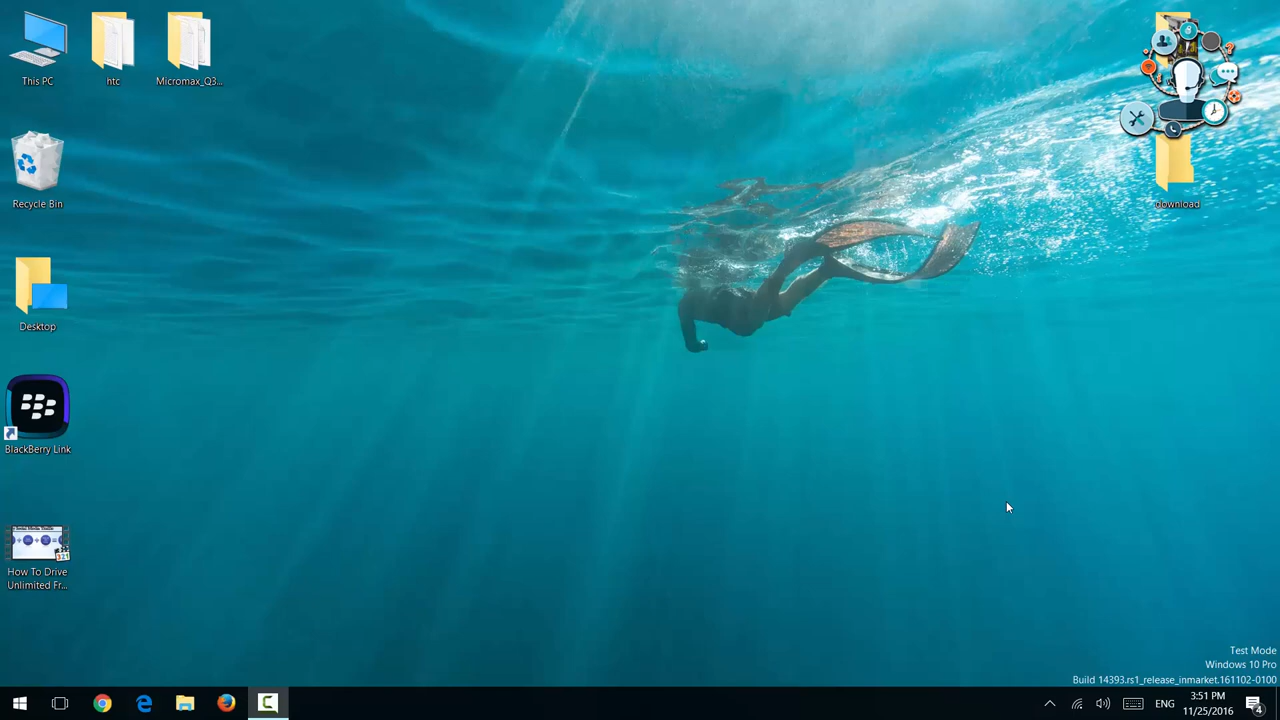 This PC
htc
Micromax_Q3...
Recycle Bin
download
Desktop
BlackBerry Link
How To Drive
Unlimited Fr...
Test Mode
Windows 10 Pro
Build 14393.rs1_release_inmarket.161102-0100
ENG
3:51 PM
11/25/2016
4